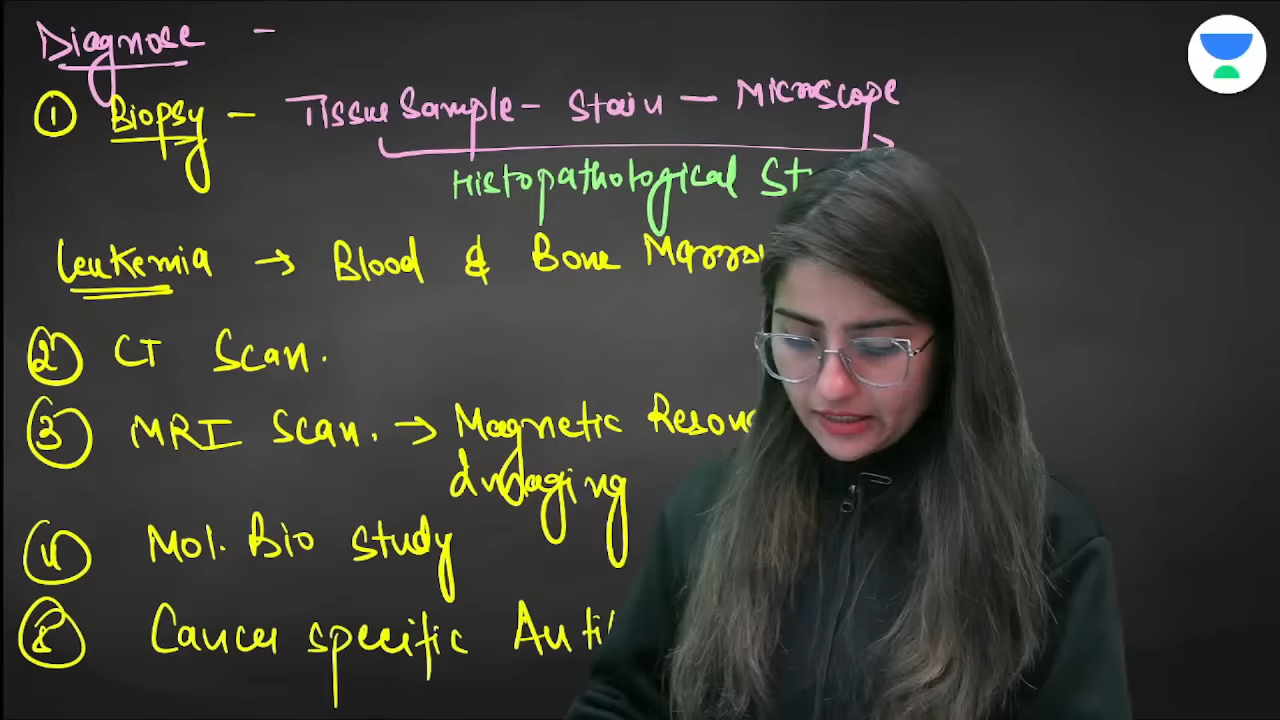 Diagnose -
① Biopsy - Tissue Sample - Stain - Microscope
Histopathological
Leukemia → Blood & Bone
② CT Scan.
③ MRI Scan. → Magnetic
Imaging
④ Mol. Bio study
Cancer specific